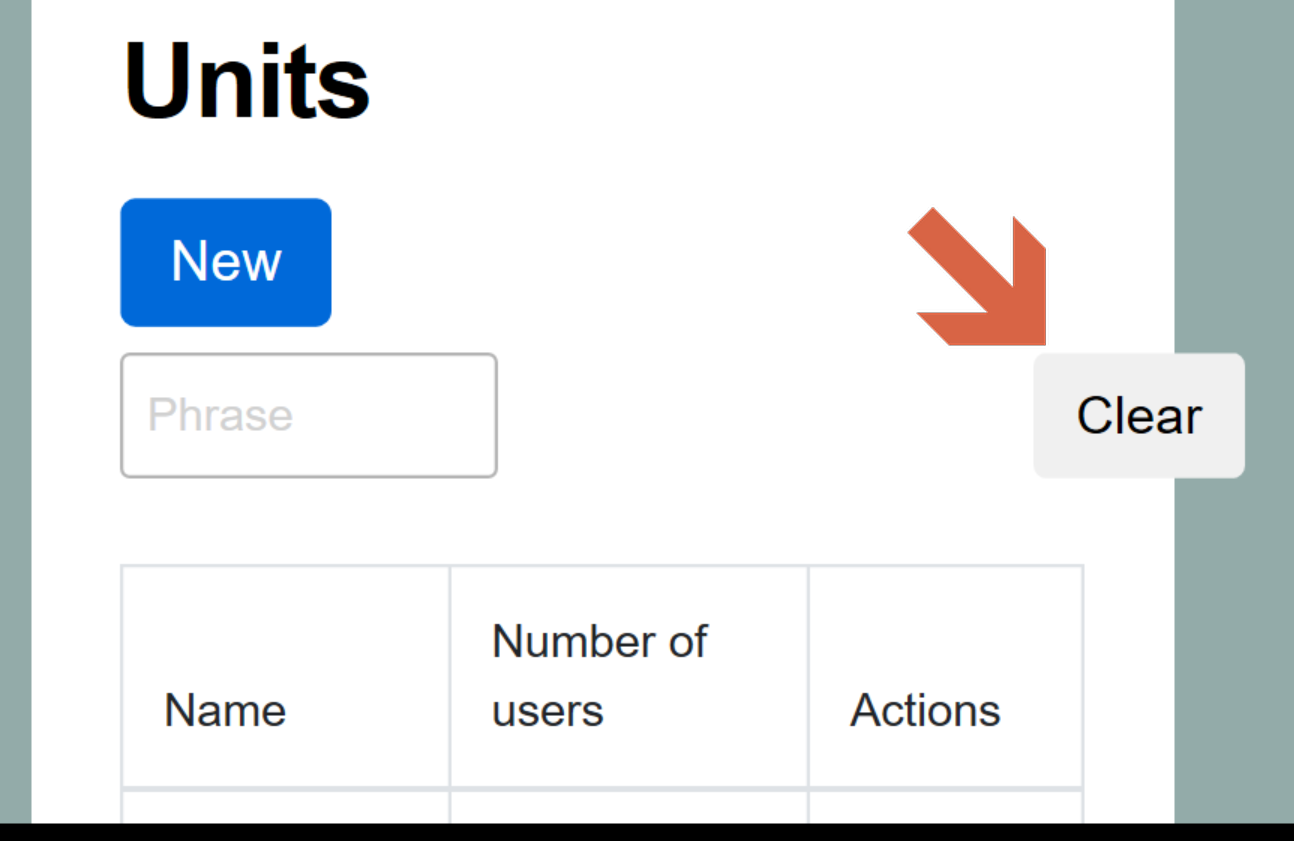 Units
New
Phrase
Clear
Number of
Name users Actions